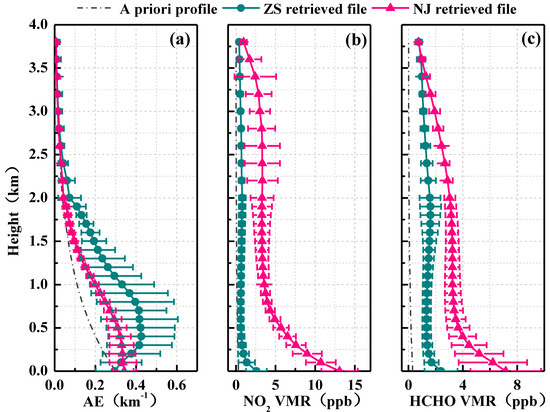 A priori profile ZS retrieved file NJ retrieved file
(a) (b) (c)
Height (km)
4.0
3.5
3.0
2.5
2.0
1.5
1.0
0.5
0.0
0.0 0.2 0.4 0.6 0 5 10 15 0 4 8
AE (km⁻¹) NO₂ VMR (ppb) HCHO VMR (ppb)